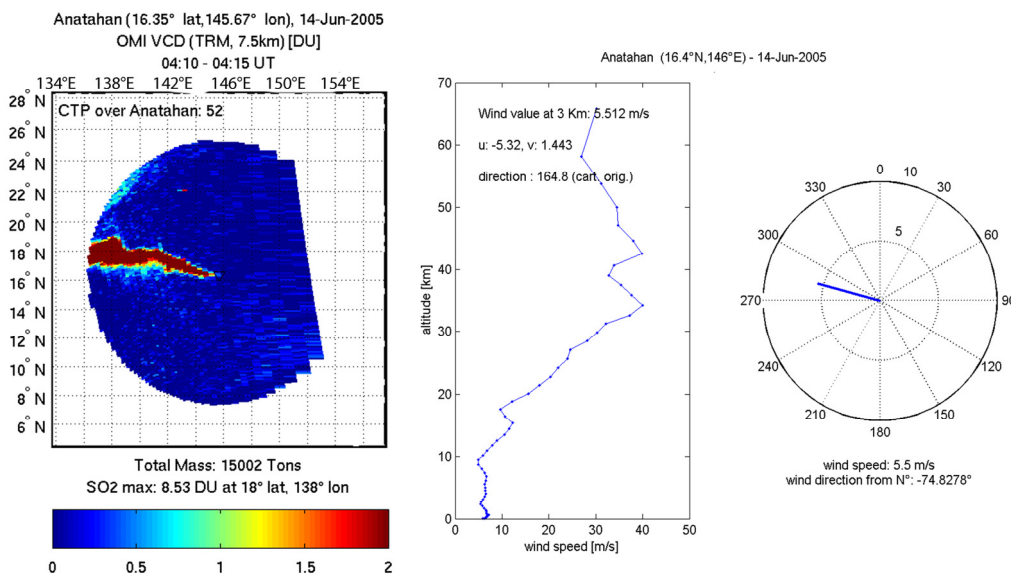 Anatahan (16.35° lat,145.67° lon), 14-Jun-2005
OMI VCD (TRM, 7.5km) [DU]
04:10 - 04:15 UT
134°E 138°E 142°E 146°E 150°E 154°E
28° N
CTP over Anatahan: 52
26° N
24° N
22° N
20° N
18° N
16° N
14° N
12° N
10° N
8° N
6° N
Total Mass: 15002 Tons
SO2 max: 8.53 DU at 18° lat, 138° lon
0 0.5 1 1.5 2
Anatahan (16.4°N,146°E) - 14-Jun-2005
70
60
50
40
30
20
10
0
altitude [km]
Wind value at 3 Km: 5.512 m/s
u: -5.32, v: 1.443
direction : 164.8 (cart. orig.)
0 10 20 30 40 50
wind speed [m/s]
0
10
30
60
90
120
150
180
210
240
270
300
330
5
wind speed: 5.5 m/s
wind direction from N°: -74.8278°